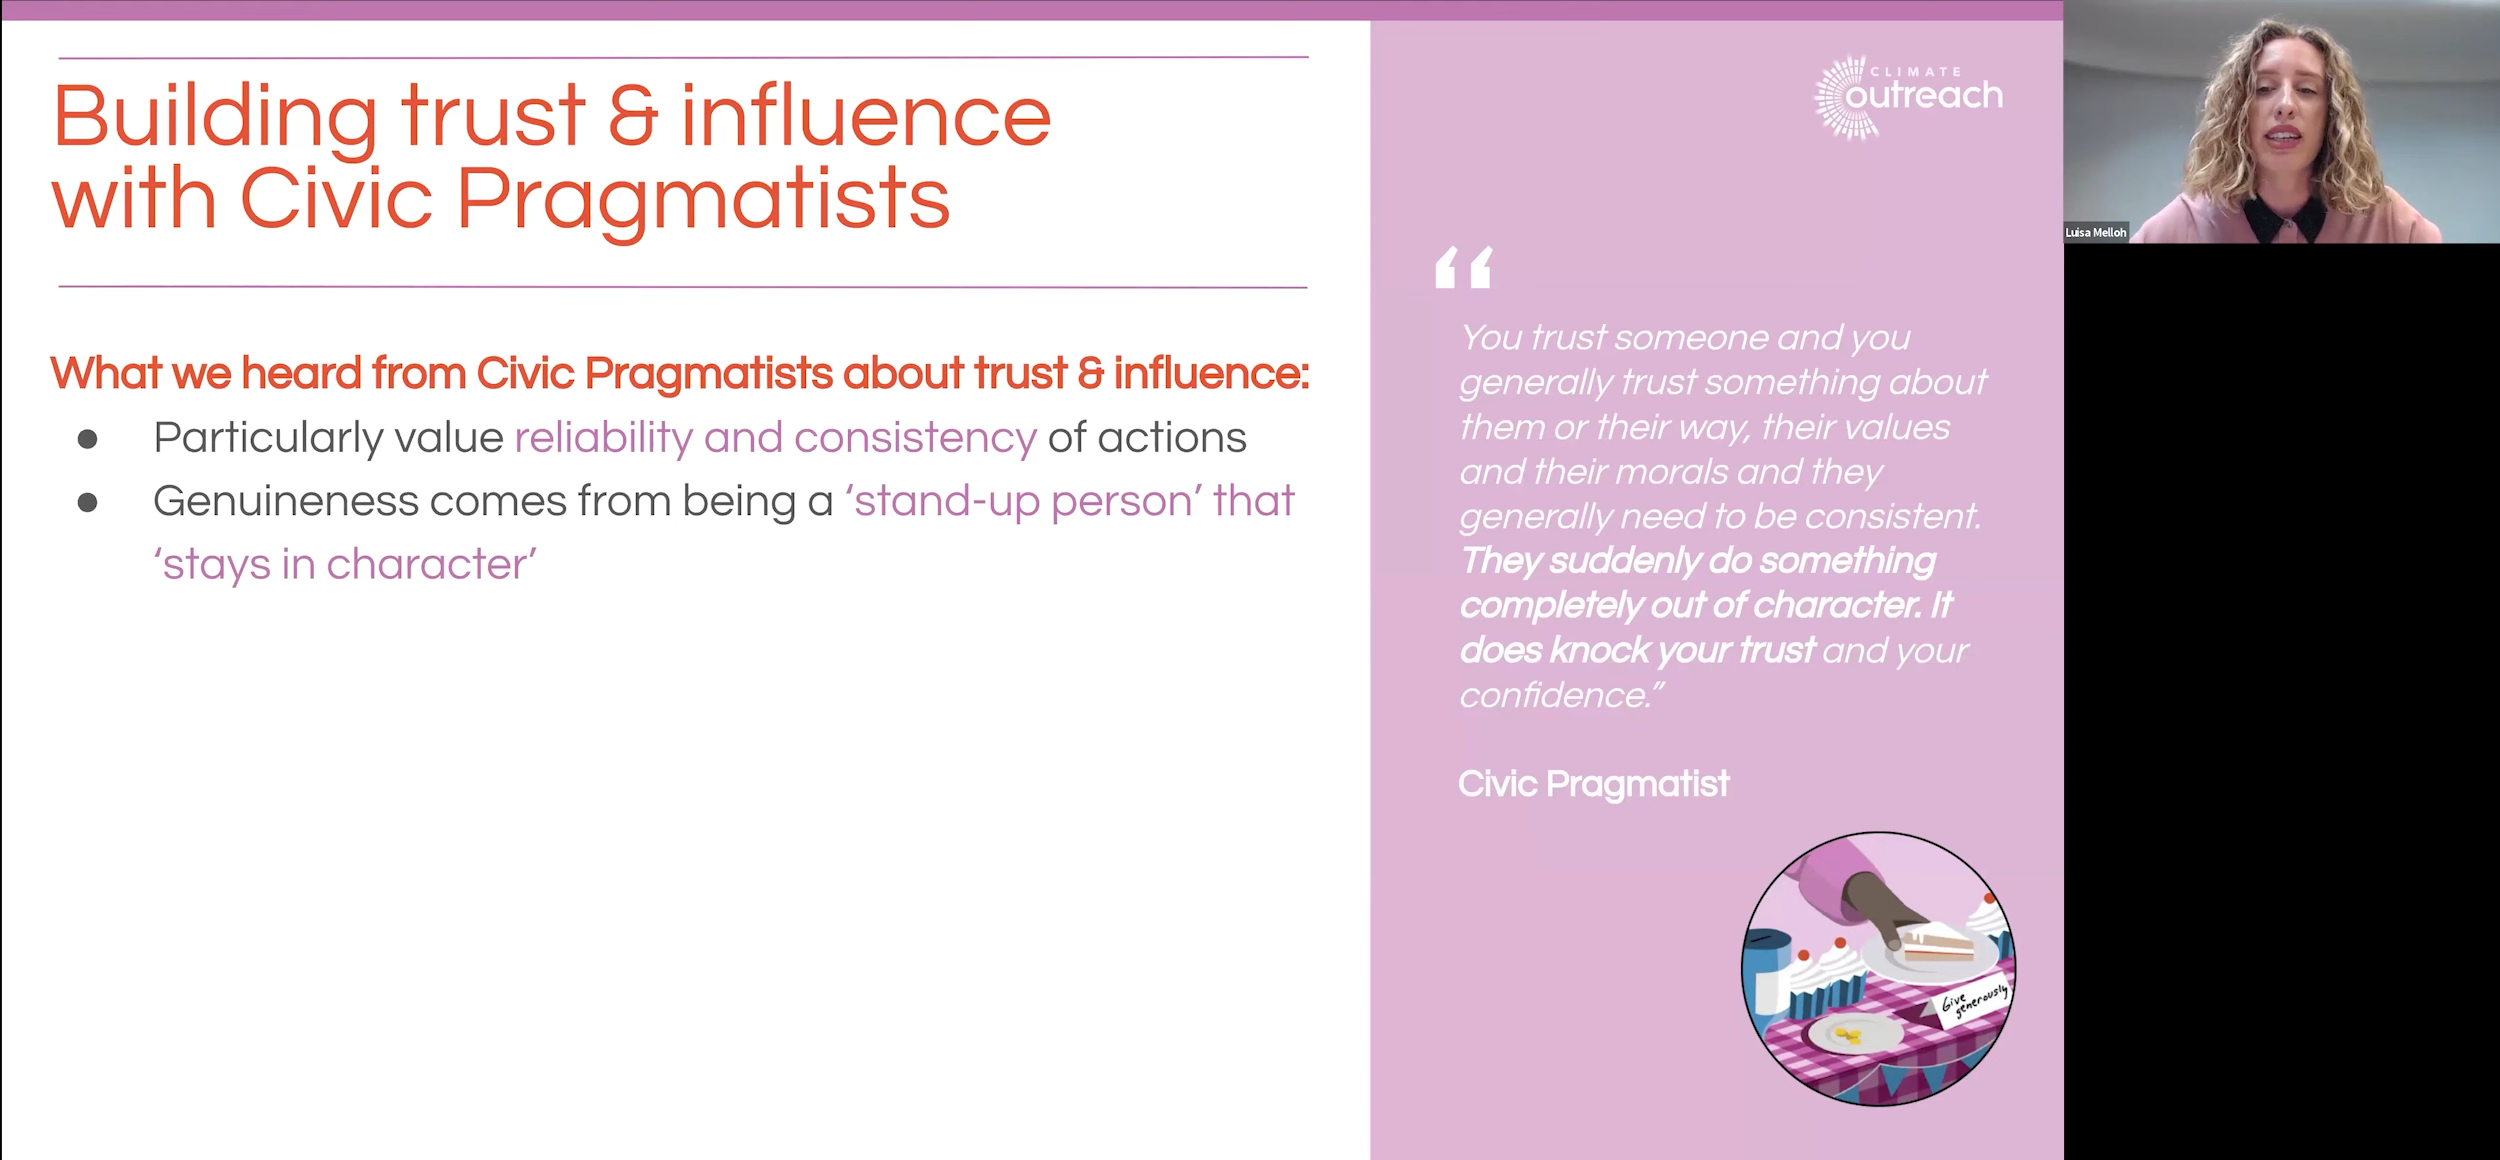 Building trust & influence
with Civic Pragmatists
What we heard from Civic Pragmatists about trust & influence:
● Particularly value reliability and consistency of actions
● Genuineness comes from being a ‘stand-up person’ that
‘stays in character’
CLIMATE
outreach
“
You trust someone and you
generally trust something about
them or their way, their values
and their morals and they
generally need to be consistent.
They suddenly do something
completely out of character. It
does knock your trust and your
confidence.”
Civic Pragmatist
Give
generously
Luisa Melloh